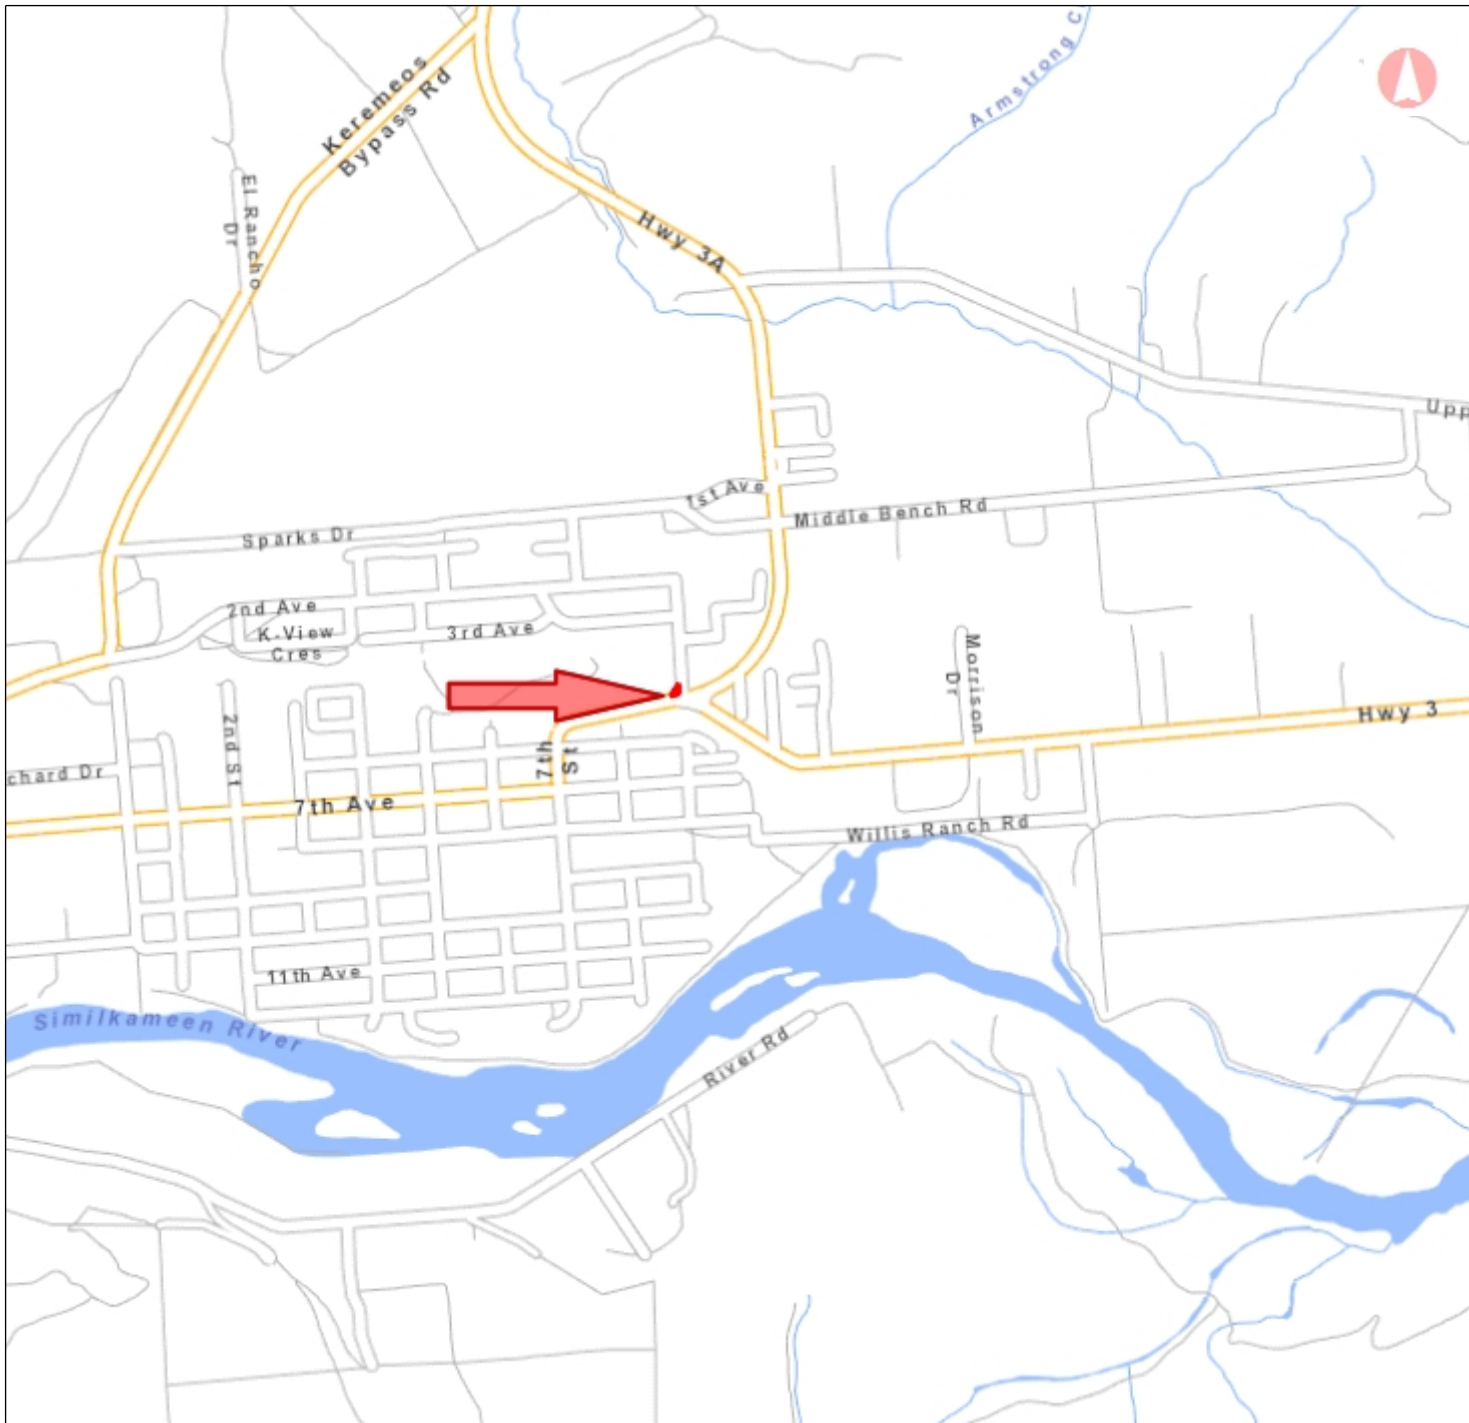 Armstrong C
Keremeos
Bypass Rd
El Rancho
Dr
Hwy 3A
Upp
1st Ave
Middle Bench Rd
Sparks Dr
2nd Ave
K-View
Cres
3rd Ave
Morrison
Dr
Hwy 3
2nd St
7th
St
chard Dr
7th Ave
Willis Ranch Rd
11th Ave
Similkameen River
River Rd